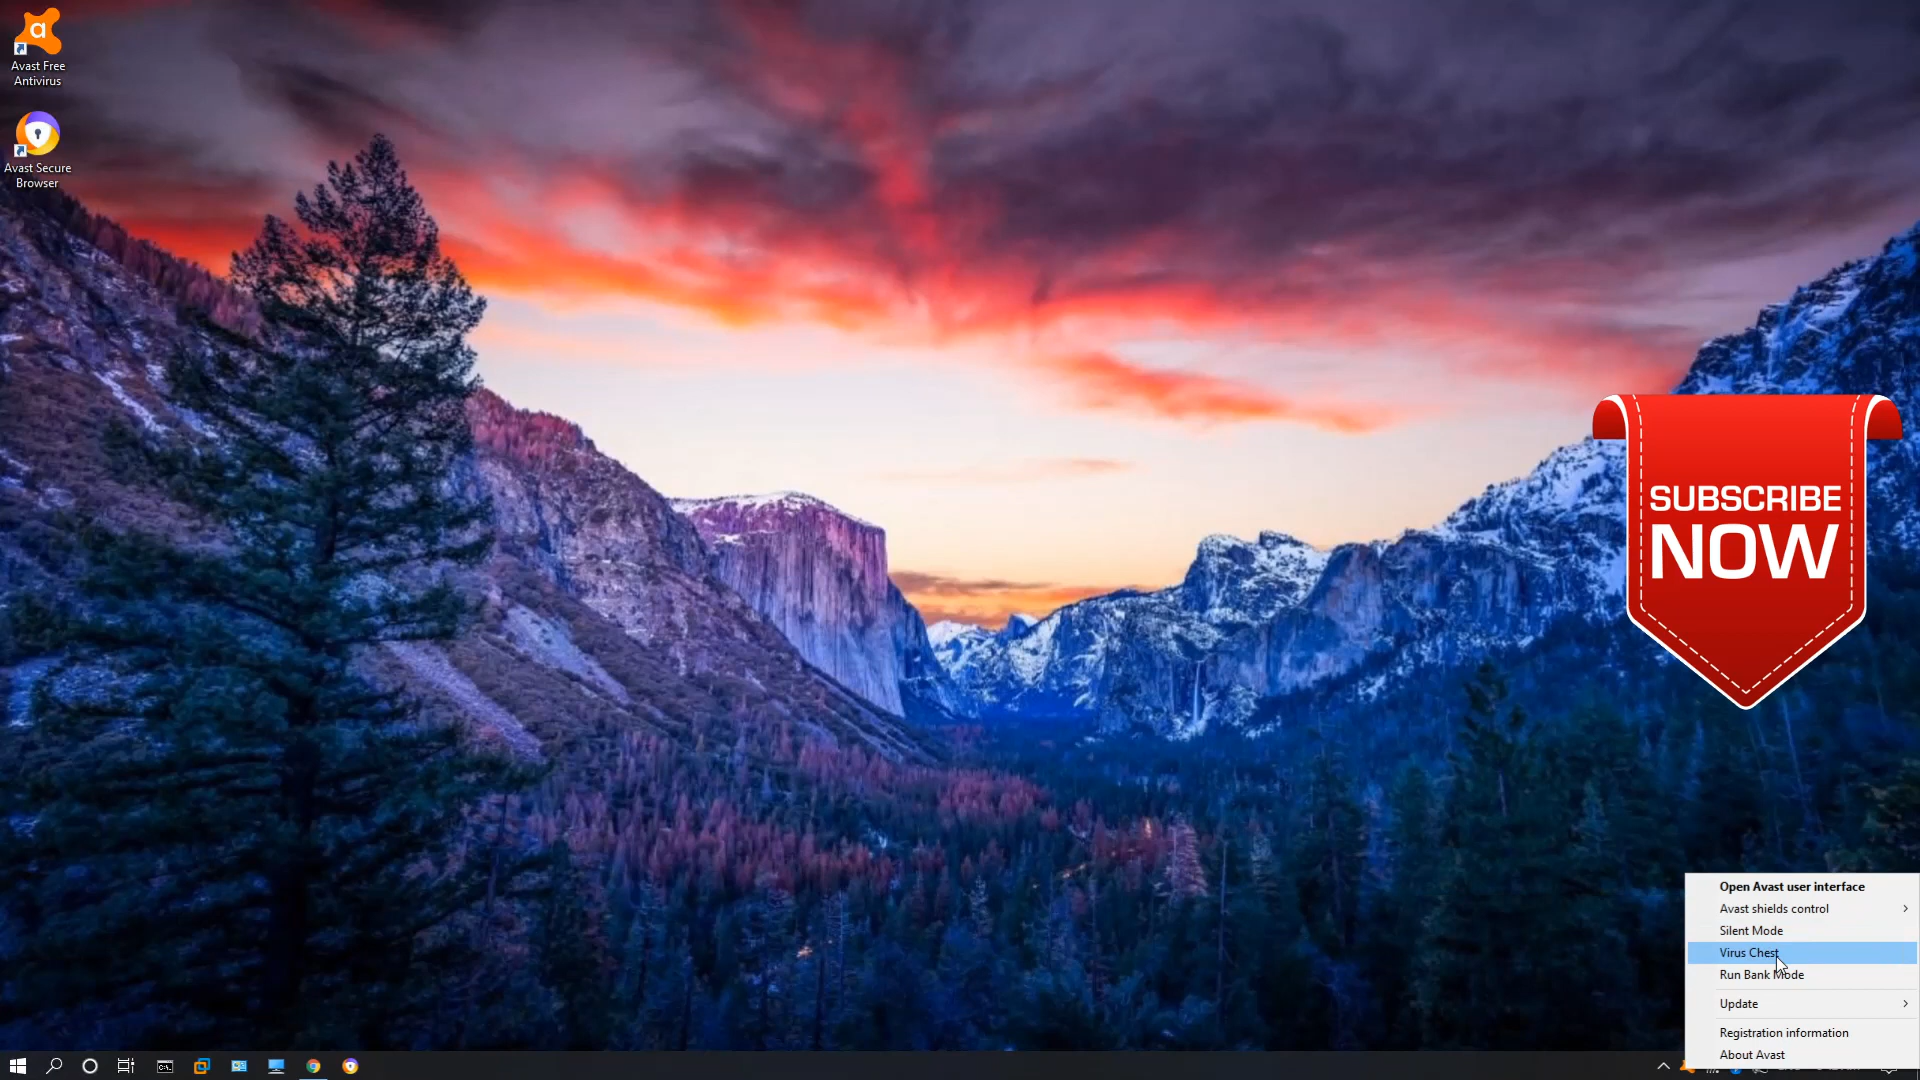 Avast Free
Antivirus
Avast Secure
Browser
SUBSCRIBE
NOW
Open Avast user interface
Avast shields control
Silent Mode
Virus Chest
Run Bank Mode
Update
Registration information
About Avast